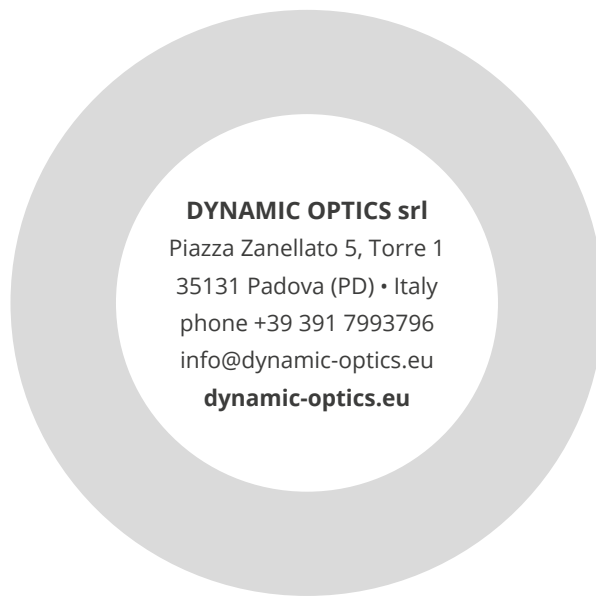 DYNAMIC OPTICS srl
Piazza Zanellato 5, Torre 1
35131 Padova (PD) • Italy
phone +39 391 7993796
info@dynamic-optics.eu
dynamic-optics.eu